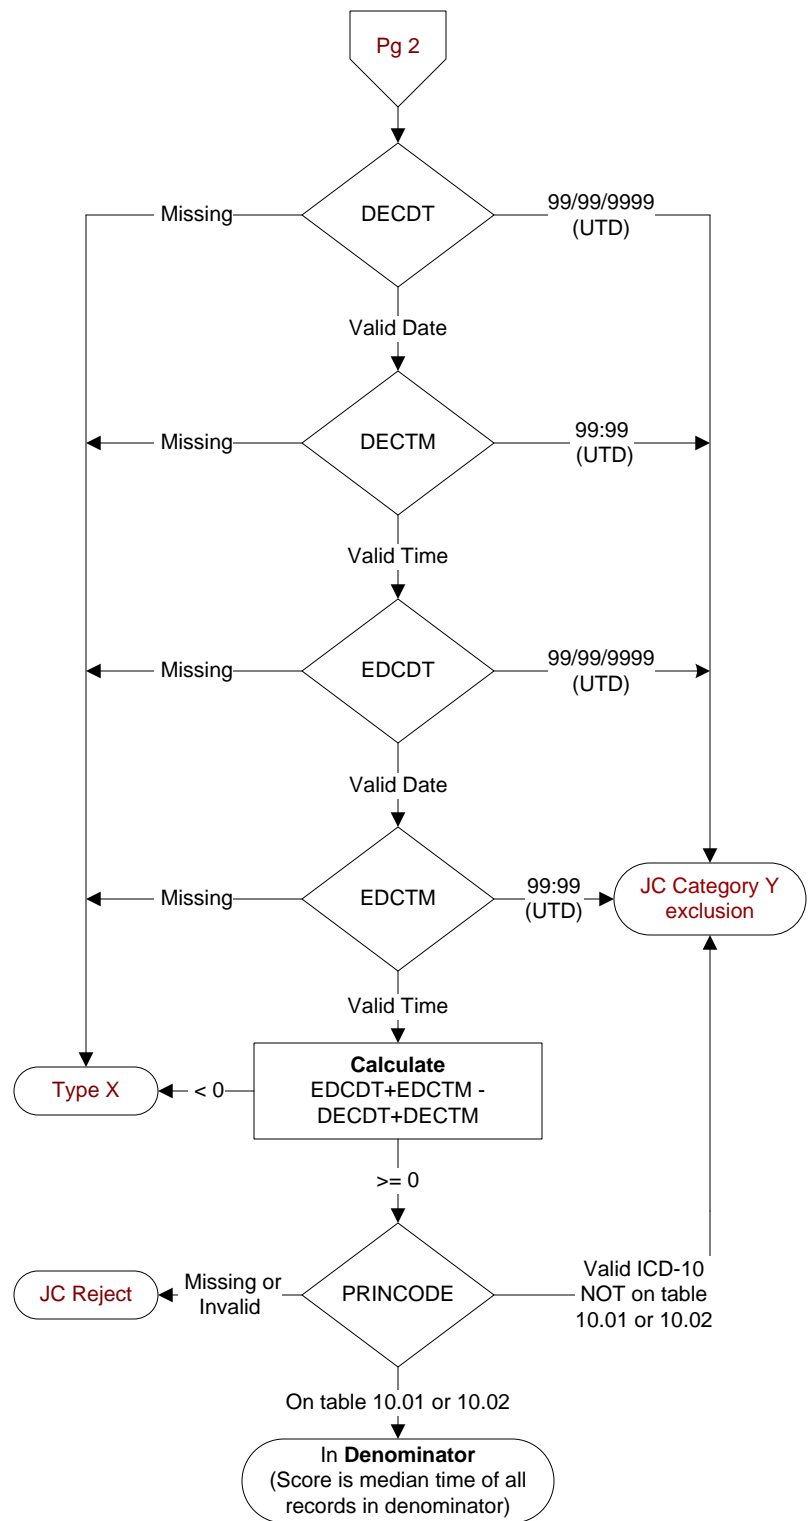 Pg 2
Missing
DECDT
99/99/9999
(UTD)
Valid Date
Missing
DECTM
99:99
(UTD)
Valid Time
Missing
EDCDT
99/99/9999
(UTD)
Valid Date
Missing
EDCTM
99:99
(UTD)
JC Category Y
exclusion
Valid Time
Type X
< 0
Calculate
EDCDT+EDCTM -
DECDT+DECTM
>= 0
JC Reject
Missing or
Invalid
PRINCODE
Valid ICD-10
NOT on table
10.01 or 10.02
On table 10.01 or 10.02
In Denominator
(Score is median time of all
records in denominator)